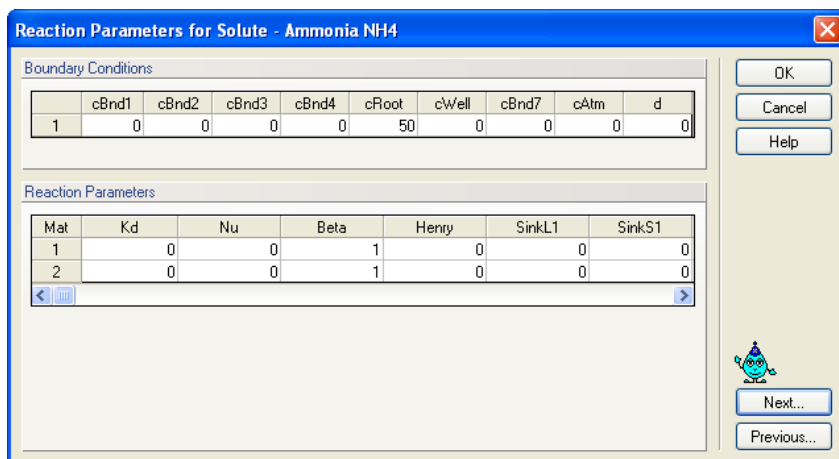 Reaction Parameters for Solute - Ammonia NH4
Boundary Conditions
cBnd1 cBnd2 cBnd3 cBnd4 cRoot cWell cBnd7 cAtm d
1 0 0 0 0 50 0 0 0 0
Reaction Parameters
Mat Kd Nu Beta Henry SinkL1 SinkS1
1 0 0 1 0 0 0
2 0 0 1 0 0 0
OK
Cancel
Help
Next...
Previous...